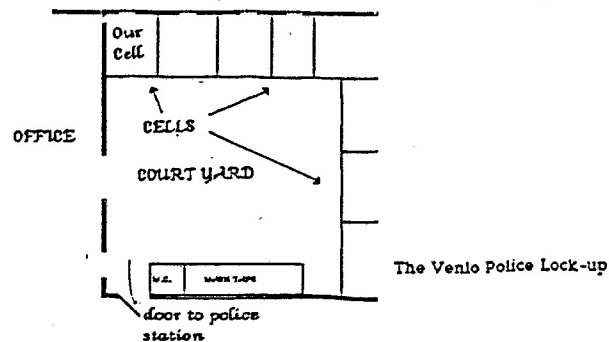 Our
Cell
OFFICE
CELLS
COURT YARD
W.C.
The Venlo Police Lock-up
door to police
station